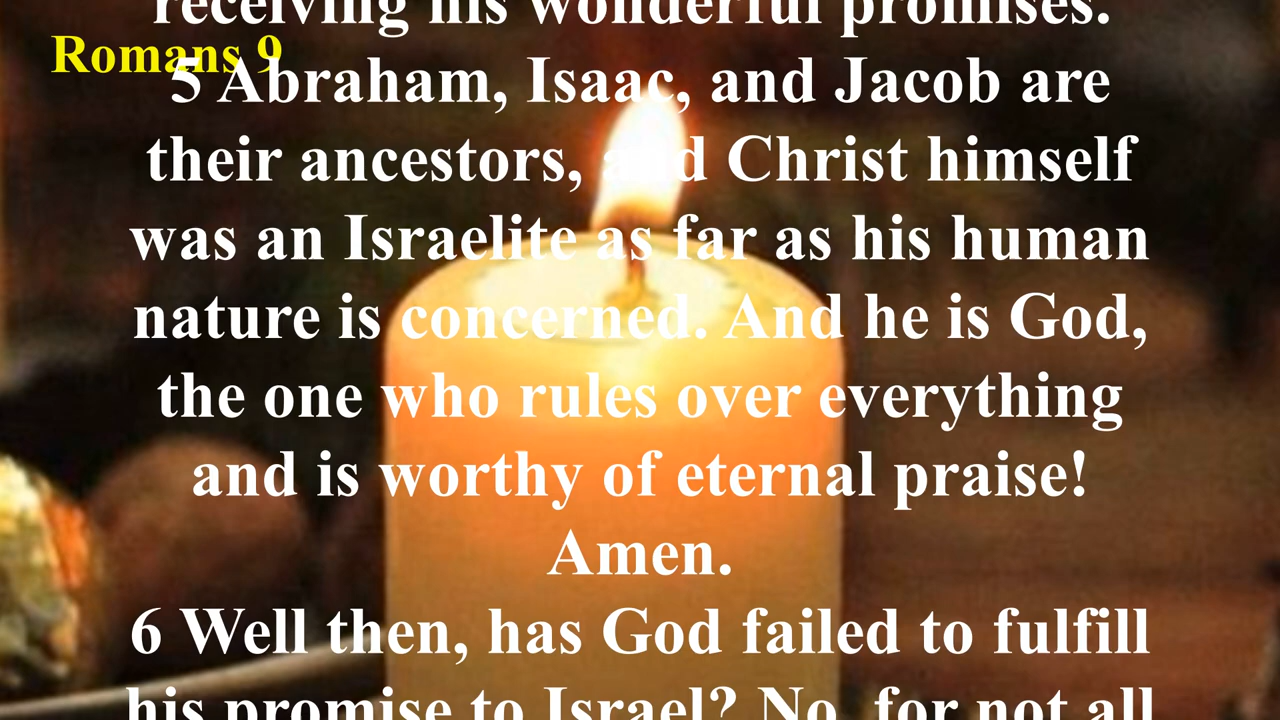 receiving his wonderful promises.
Romans 9
5 Abraham, Isaac, and Jacob are
their ancestors, and Christ himself
was an Israelite as far as his human
nature is concerned. And he is God,
the one who rules over everything
and is worthy of eternal praise!
Amen.
6 Well then, has God failed to fulfill
his promise to Israel? No, for not all